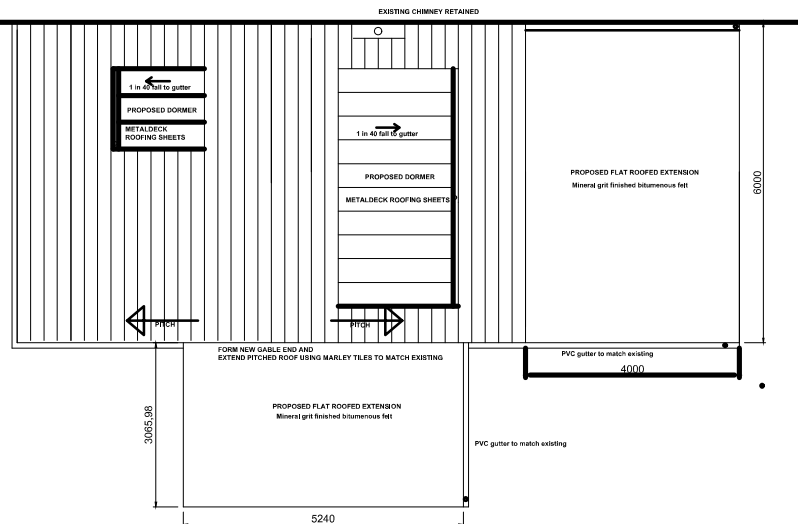 EXISTING CHIMNEY RETAINED
1 in 40 fall to gutter
PROPOSED DORMER
METALDECK
ROOFING SHEETS
1 in 40 fall to gutter
PROPOSED DORMER
METALDECK ROOFING SHEETS
PROPOSED FLAT ROOFED EXTENSION
Mineral grit finished bitumenous felt
6000
PITCH
PITCH
FORM NEW GABLE END AND
EXTEND PITCHED ROOF USING MARLEY TILES TO MATCH EXISTING
PVC gutter to match existing
4000
PROPOSED FLAT ROOFED EXTENSION
Mineral grit finished bitumenous felt
3065,98
PVC gutter to match existing
5240